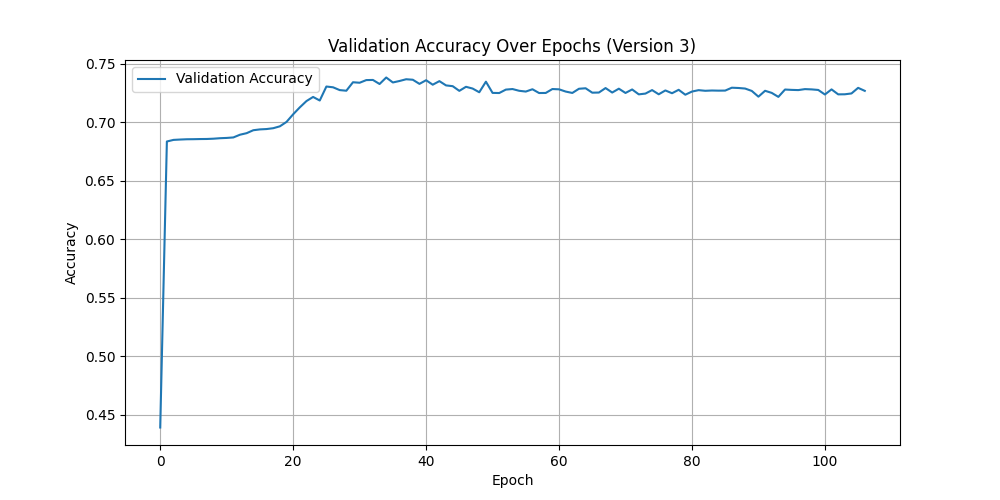 Validation Accuracy Over Epochs (Version 3)
Validation Accuracy
0.75
0.70
0.65
0.60
0.55
0.50
0.45
Accuracy
0 20 40 60 80 100
Epoch